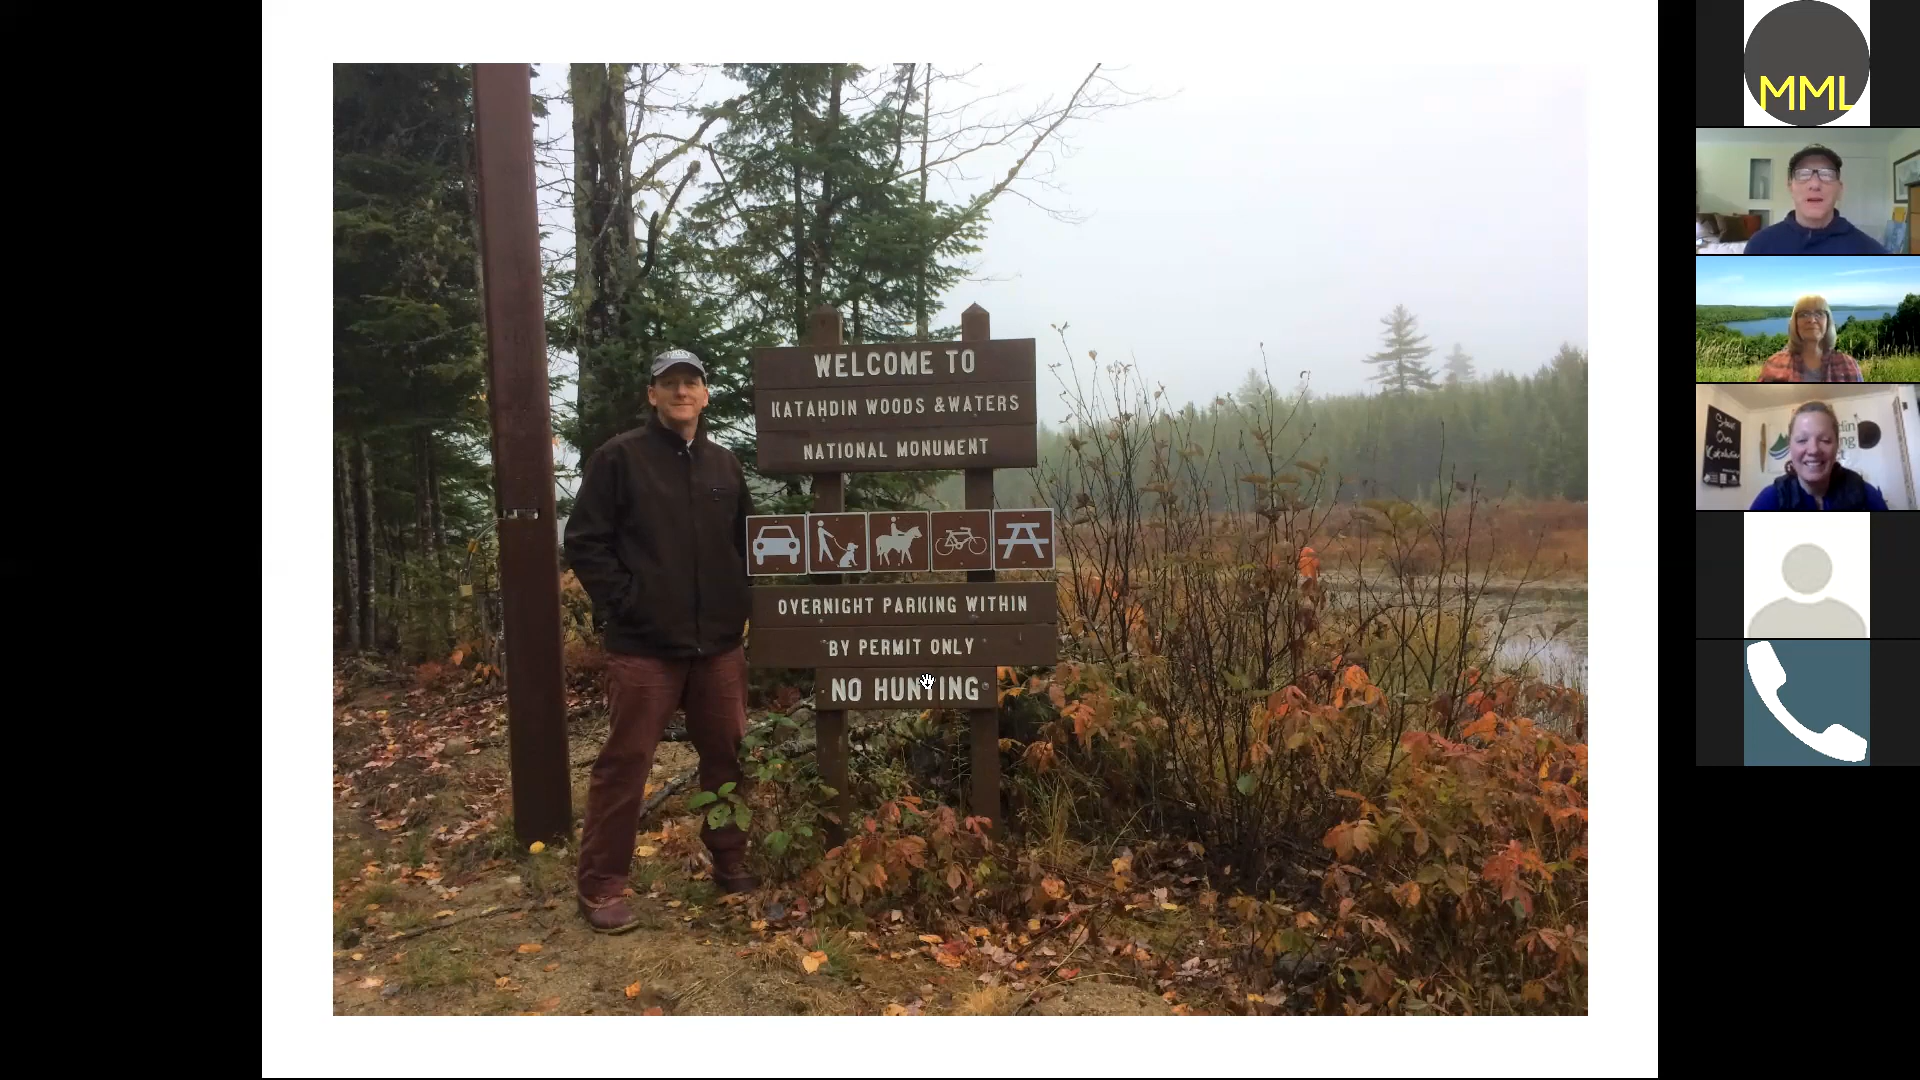 WELCOME TO
KATAHDIN WOODS & WATERS
NATIONAL MONUMENT
OVERNIGHT PARKING WITHIN
BY PERMIT ONLY
NO HUNTING
MML